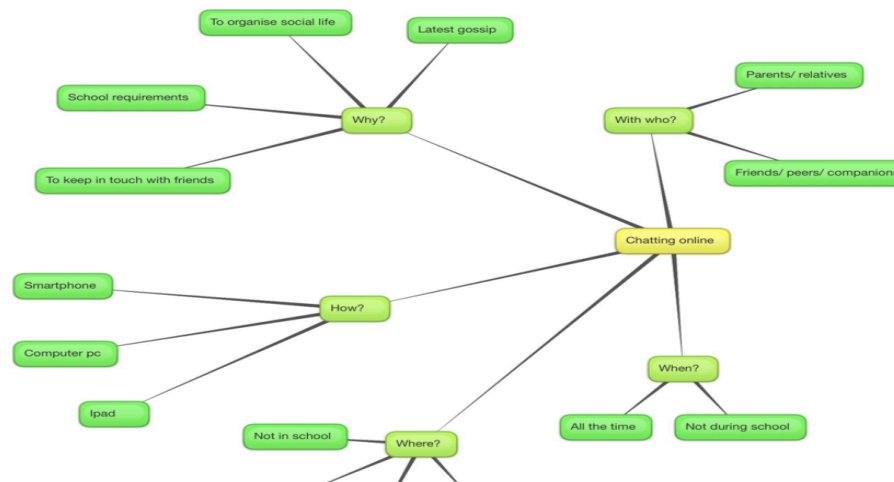 To organise social life
Latest gossip
School requirements
Why?
To keep in touch with friends
Parents/ relatives
With who?
Friends/ peers/ companions
Chatting online
Smartphone
How?
Computer pc
Ipad
When?
All the time
Not during school
Not in school
Where?